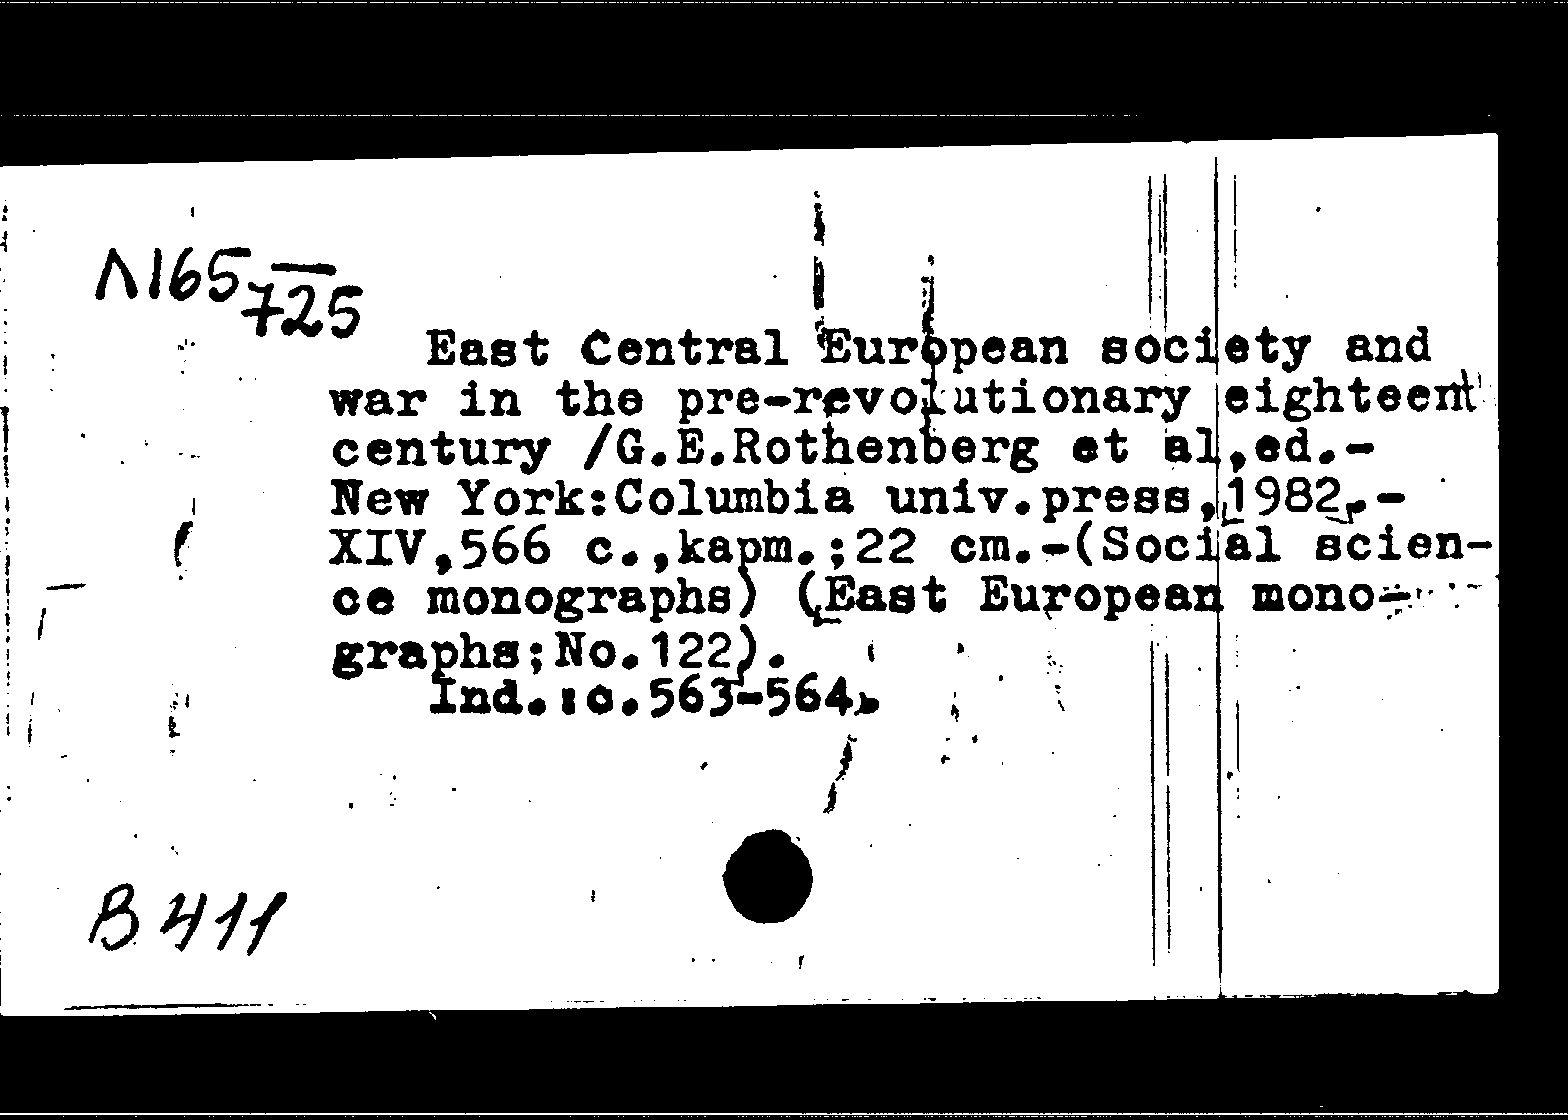 Л165
725
East Central European society and
war in the pre-revolutionary eighteent
century /G.E.Rothenberg et al,ed.-
New York:Columbia univ.press,1982.-
XIV,566 c.,карт.;22 cm.-(Social scien-
ce monographs) (East European mono-
graphs;No.122).
Ind.:c.563-564.
B 411